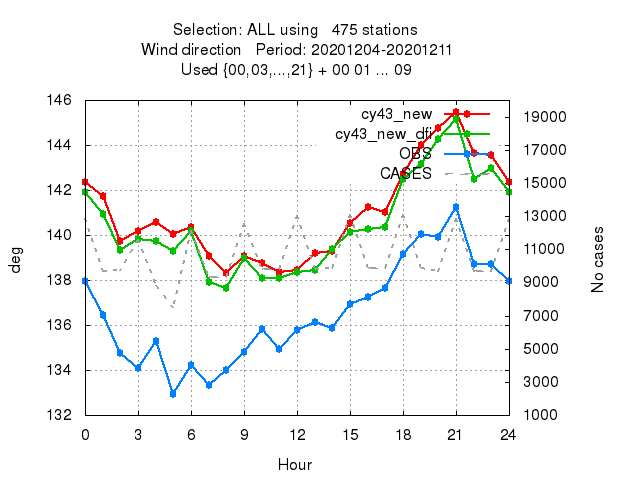 Selection: ALL using   475 stations
Wind direction   Period: 20201204-20201211
Used {00,03,...,21} + 00 01 ... 09
146
144
142
140
138
136
134
132
deg
cy43_new
cy43_new_dfi
OBS
CASES
19000
17000
15000
13000
11000
9000
7000
5000
3000
1000
No cases
0 3 6 9 12 15 18 21 24
Hour